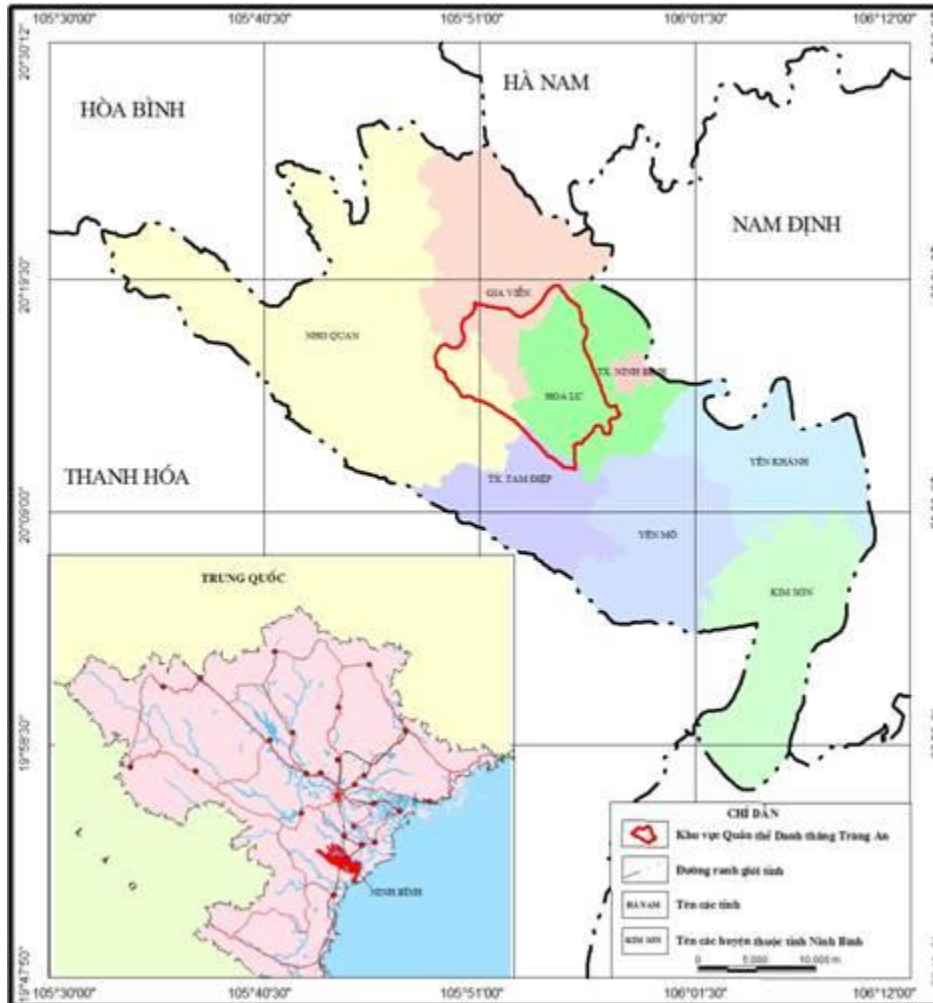 105°30'00" 105°40'30" 105°51'00" 106°01'30" 106°12'00"
20°30'12"
HÀ NAM
HÒA BÌNH
NAM ĐỊNH
20°19'30"
GIA VIỄN
NHO QUAN
TX. NINH BÌNH
HOA LƯ
THANH HÓA
YÊN KHÁNH
TX. TAM ĐIỆP
20°09'00"
YÊN MÔ
TRUNG QUỐC
KIM SƠN
19°58'30"
CHỈ DẪN
Khu vực Quần thể Danh thắng Tràng An
Đường ranh giới tỉnh
LÀO
NINH BÌNH
HÀ NAM Tên các tỉnh
KIM SƠN Tên các huyện thuộc tỉnh Ninh Bình
0 5,000 10,000 m
19°47'50"
105°30'00" 105°40'30" 105°51'00" 106°01'30" 106°12'00"